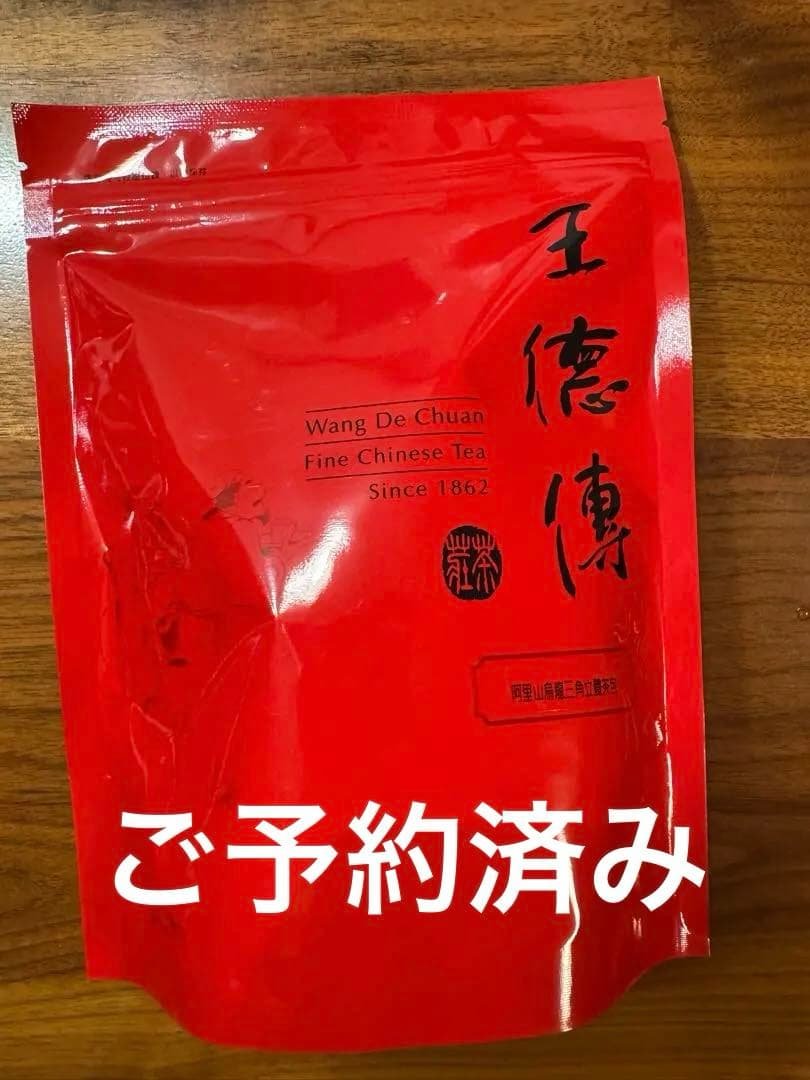 王德傳
Wang De Chuan
Fine Chinese Tea
Since 1862
茶莊
阿里山烏龍三角立體茶包
ご予約済み